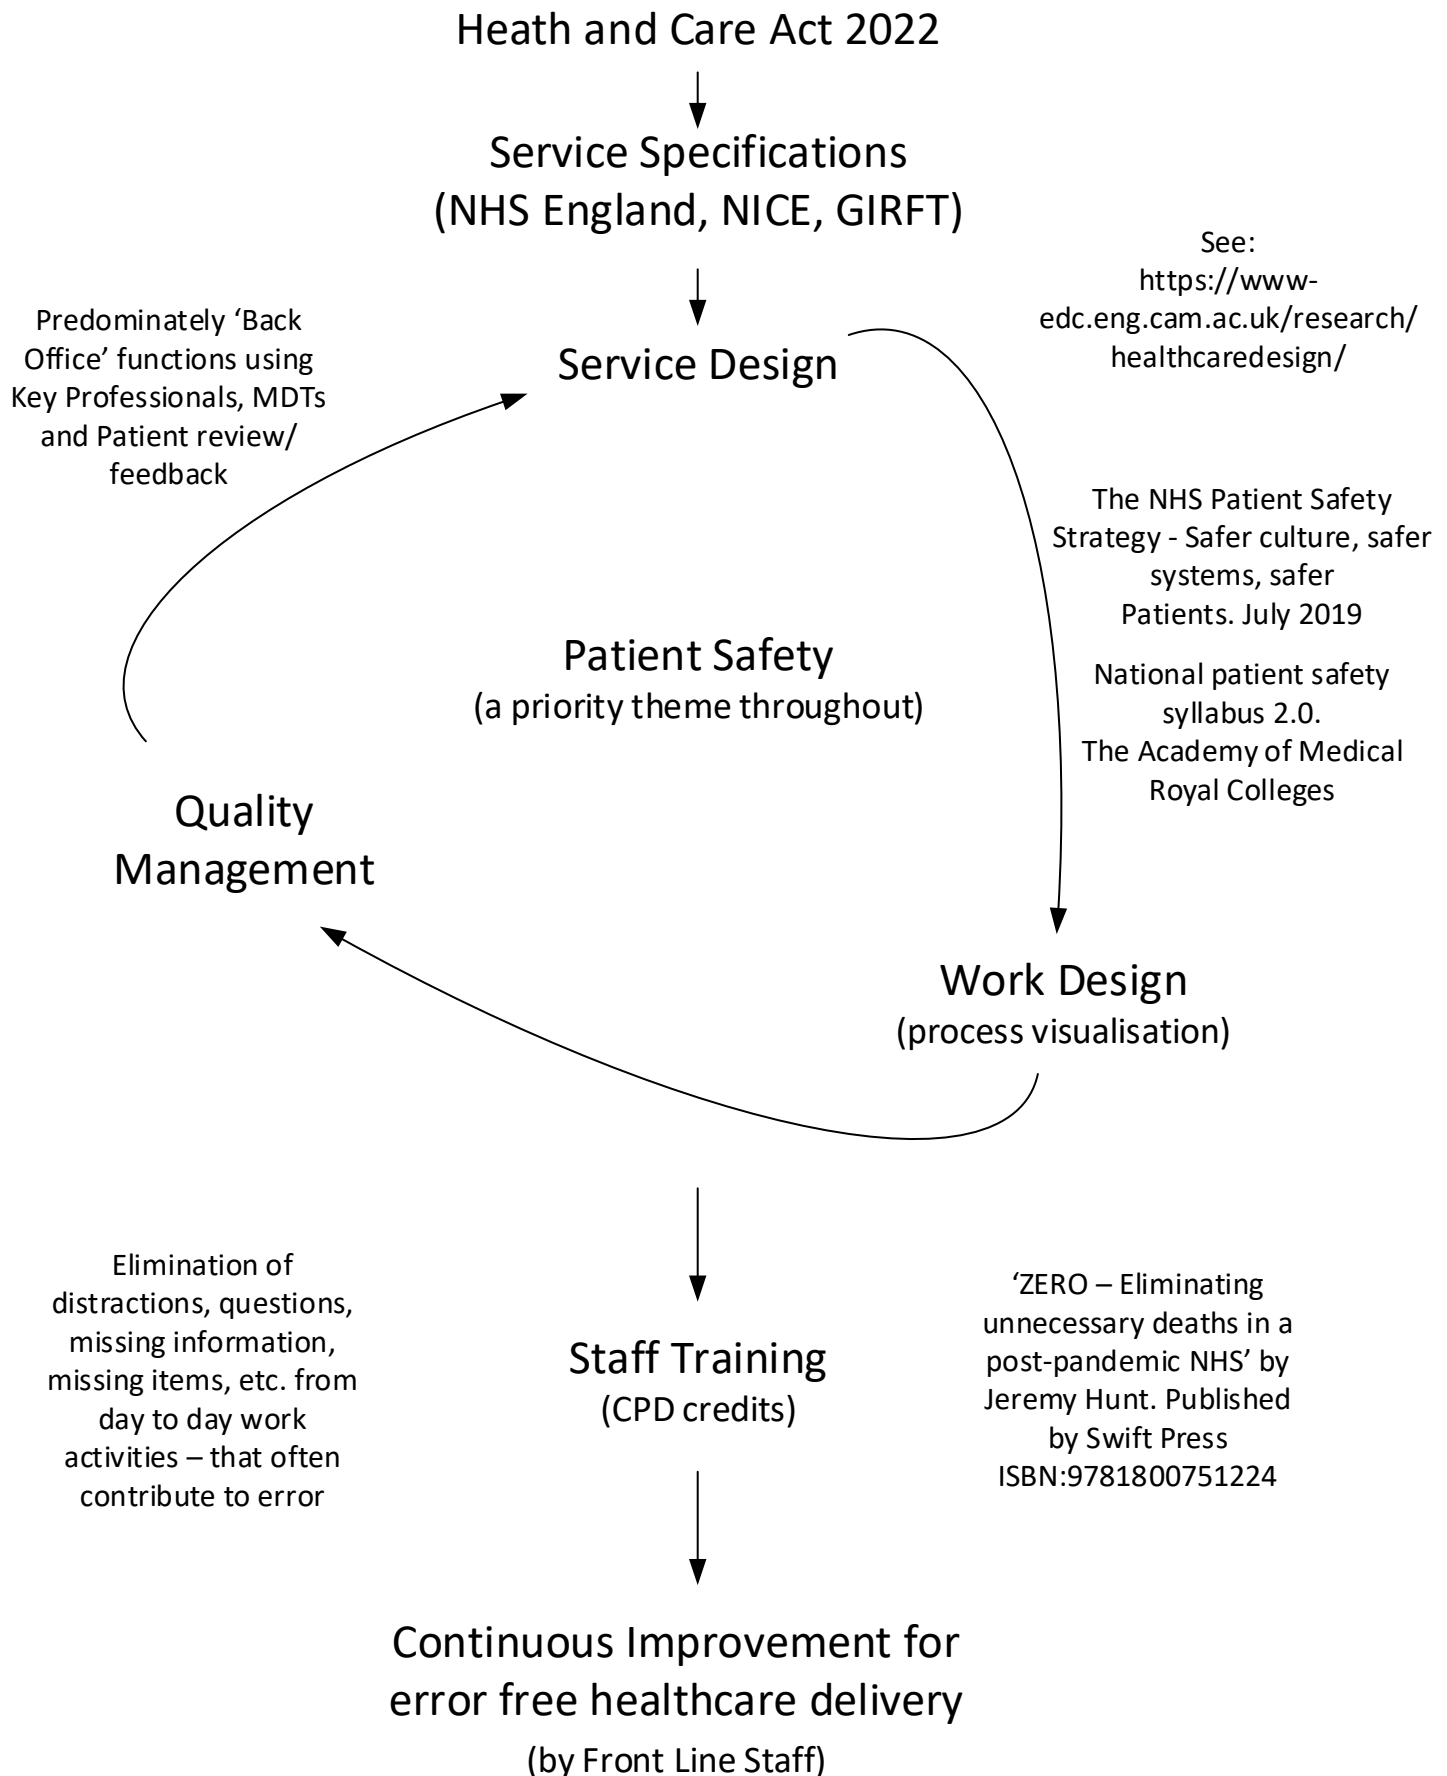 Heath and Care Act 2022
Service Specifications
(NHS England, NICE, GIRFT)
See:
https://www-
edc.eng.cam.ac.uk/research/
healthcaredesign/
Predominately ‘Back
Office’ functions using
Key Professionals, MDTs
and Patient review/
feedback
Service Design
The NHS Patient Safety
Strategy - Safer culture, safer
systems, safer
Patients. July 2019
National patient safety
syllabus 2.0.
The Academy of Medical
Royal Colleges
Patient Safety
(a priority theme throughout)
Quality
Management
Work Design
(process visualisation)
Elimination of
distractions, questions,
missing information,
missing items, etc. from
day to day work
activities – that often
contribute to error
Staff Training
(CPD credits)
‘ZERO – Eliminating
unnecessary deaths in a
post-pandemic NHS’ by
Jeremy Hunt. Published
by Swift Press
ISBN:9781800751224
Continuous Improvement for
error free healthcare delivery
(by Front Line Staff)